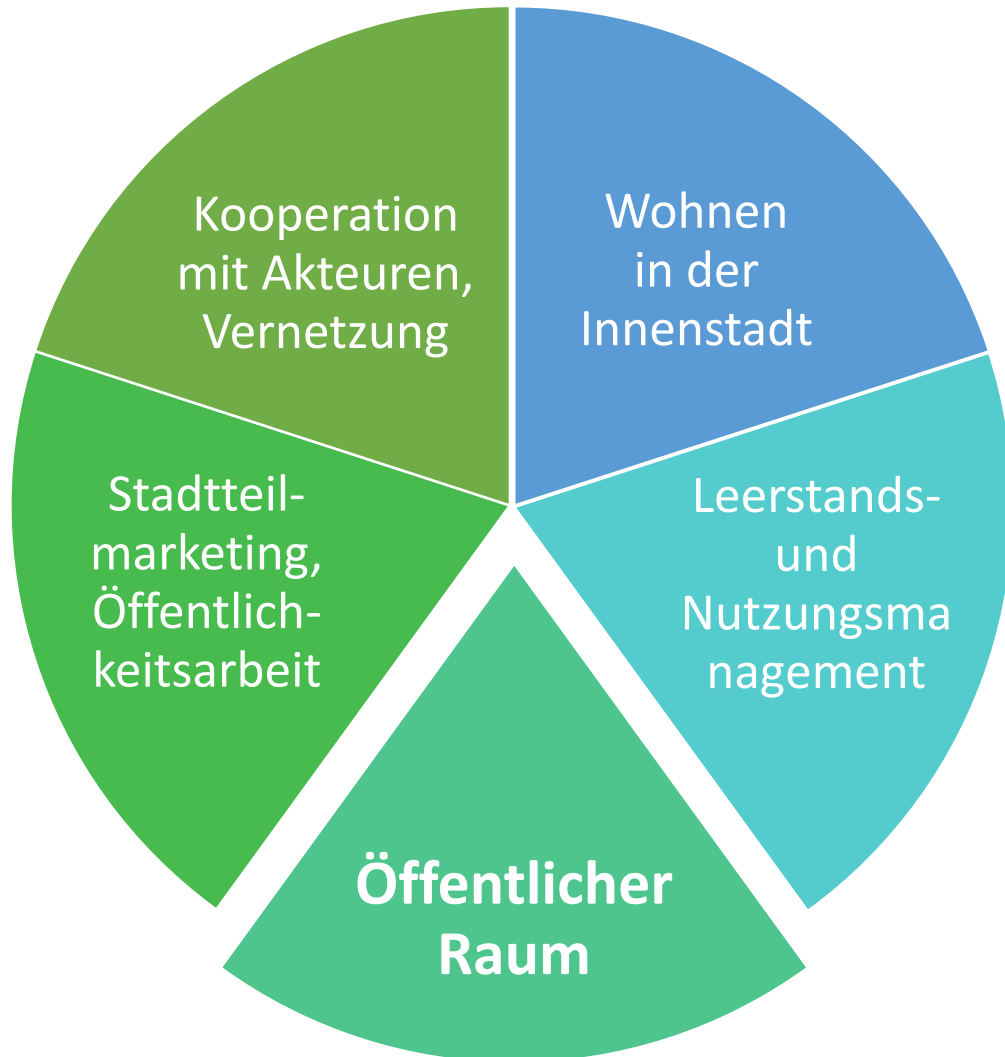 Kooperation
mit Akteuren,
Vernetzung
Wohnen
in der
Innenstadt
Stadtteil-
marketing,
Öffentlich-
keitsarbeit
Leerstands-
und
Nutzungsma
nagement
Öffentlicher
Raum